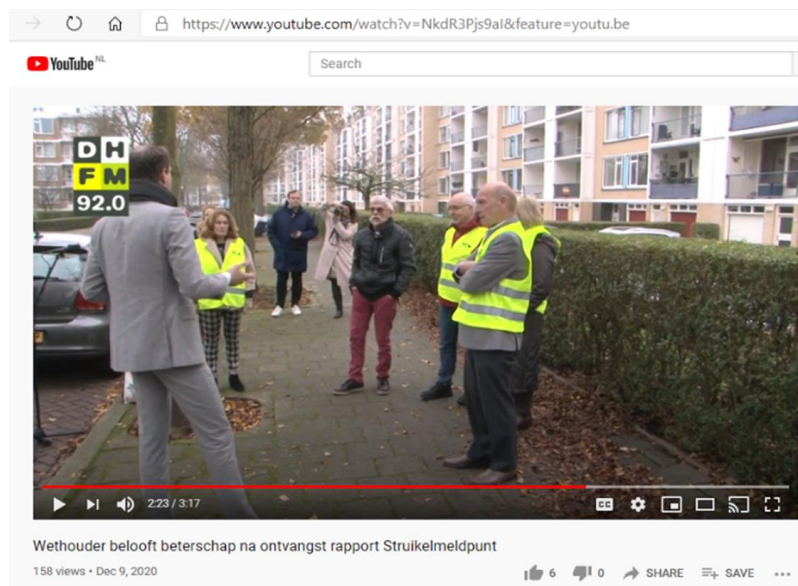 https://www.youtube.com/watch?v=NkdR3Pjs9aI&feature=youtu.be
YouTube NL
Search
DH
FM
92.0
2:23 / 3:17
CC
Wethouder belooft beterschap na ontvangst rapport Struikelmeldpunt
158 views • Dec 9, 2020
6
0
SHARE
SAVE